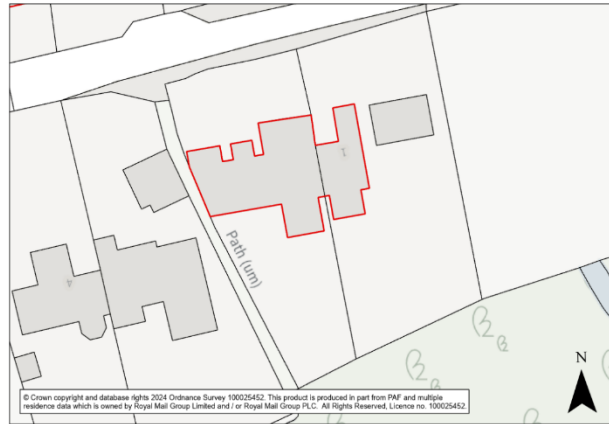 1
Path (um)
4
N
© Crown copyright and database rights 2024 Ordnance Survey 100025452. This product is produced in part from PAF and multiple
residence data which is owned by Royal Mail Group Limited and / or Royal Mail Group PLC. All Rights Reserved, Licence no. 100025452.